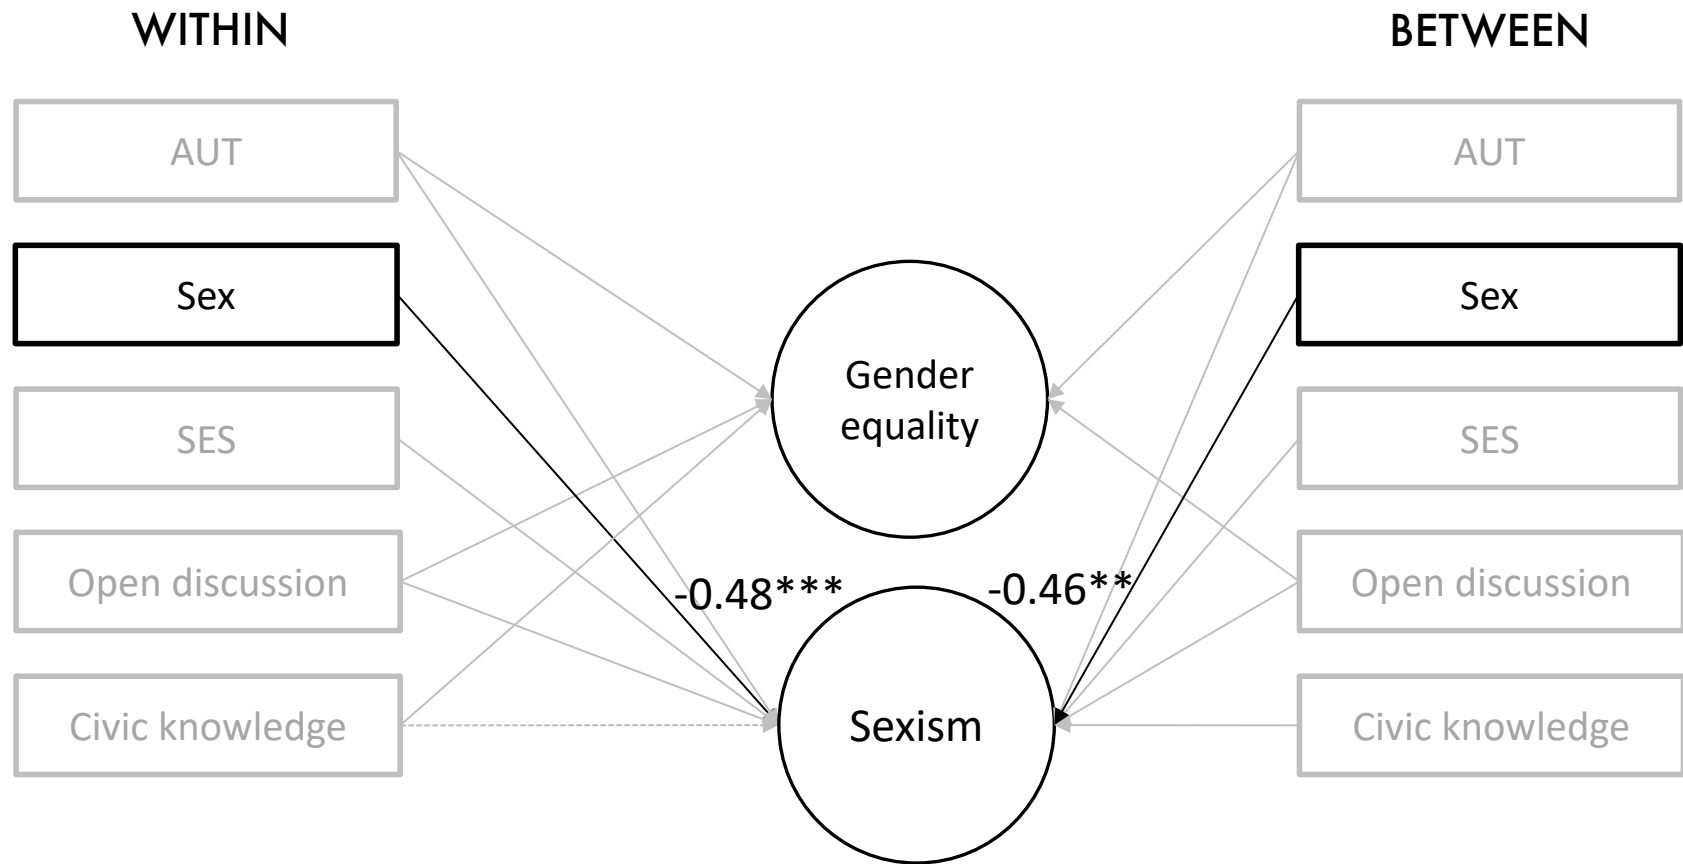 WITHIN
BETWEEN
AUT
AUT
Sex
Sex
Gender
equality
SES
SES
Open discussion
-0.48***
-0.46**
Open discussion
Civic knowledge
Sexism
Civic knowledge